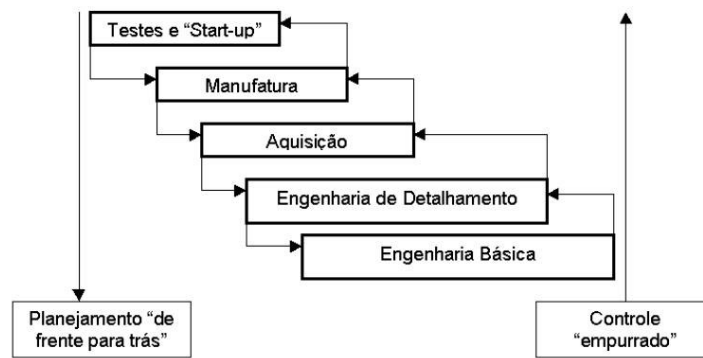 Testes e “Start-up”
Manufatura
Aquisição
Engenharia de Detalhamento
Engenharia Básica
Planejamento “de
frente para trás”
Controle
“empurrado”